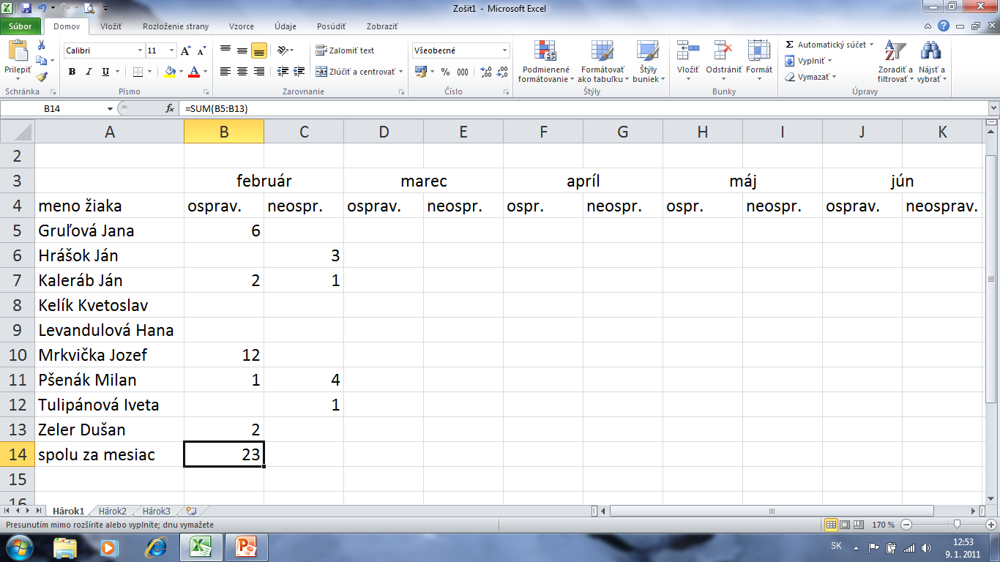 Zošit1 - Microsoft Excel
Súbor Domov Vložiť Rozloženie strany Vzorce Údaje Posúdiť Zobraziť
Prilepiť Calibri 11 Zalomiť text Všeobecné Podmienené formátovanie Formátovať ako tabuľku Štýly buniek Vložiť Odstrániť Formát Automatický súčet Zoradiť a filtrovať Nájsť a vybrať
B I U Zlúčiť a centrovať % 000 Vyplniť
Vymazať
Schránka Písmo Zarovnanie Číslo Štýly Bunky Úpravy
B14 fx =SUM(B5:B13)
A B C D E F G H I J K
2
3 február marec apríl máj jún
4 meno žiaka osprav. neospr. osprav. neospr. ospr. neospr. ospr. neospr. osprav. neosprav.
5 Gruľová Jana 6
6 Hrášok Ján 3
7 Kaleráb Ján 2 1
8 Kelík Kvetoslav
9 Levandulová Hana
10 Mrkvička Jozef 12
11 Pšenák Milan 1 4
12 Tulipánová Iveta 1
13 Zeler Dušan 2
14 spolu za mesiac 23
15
16
Hárok1 Hárok2 Hárok3
Presunutím mimo rozšírite alebo vyplníte; dnu vymažete 170 %
SK 12:53
9. 1. 2011